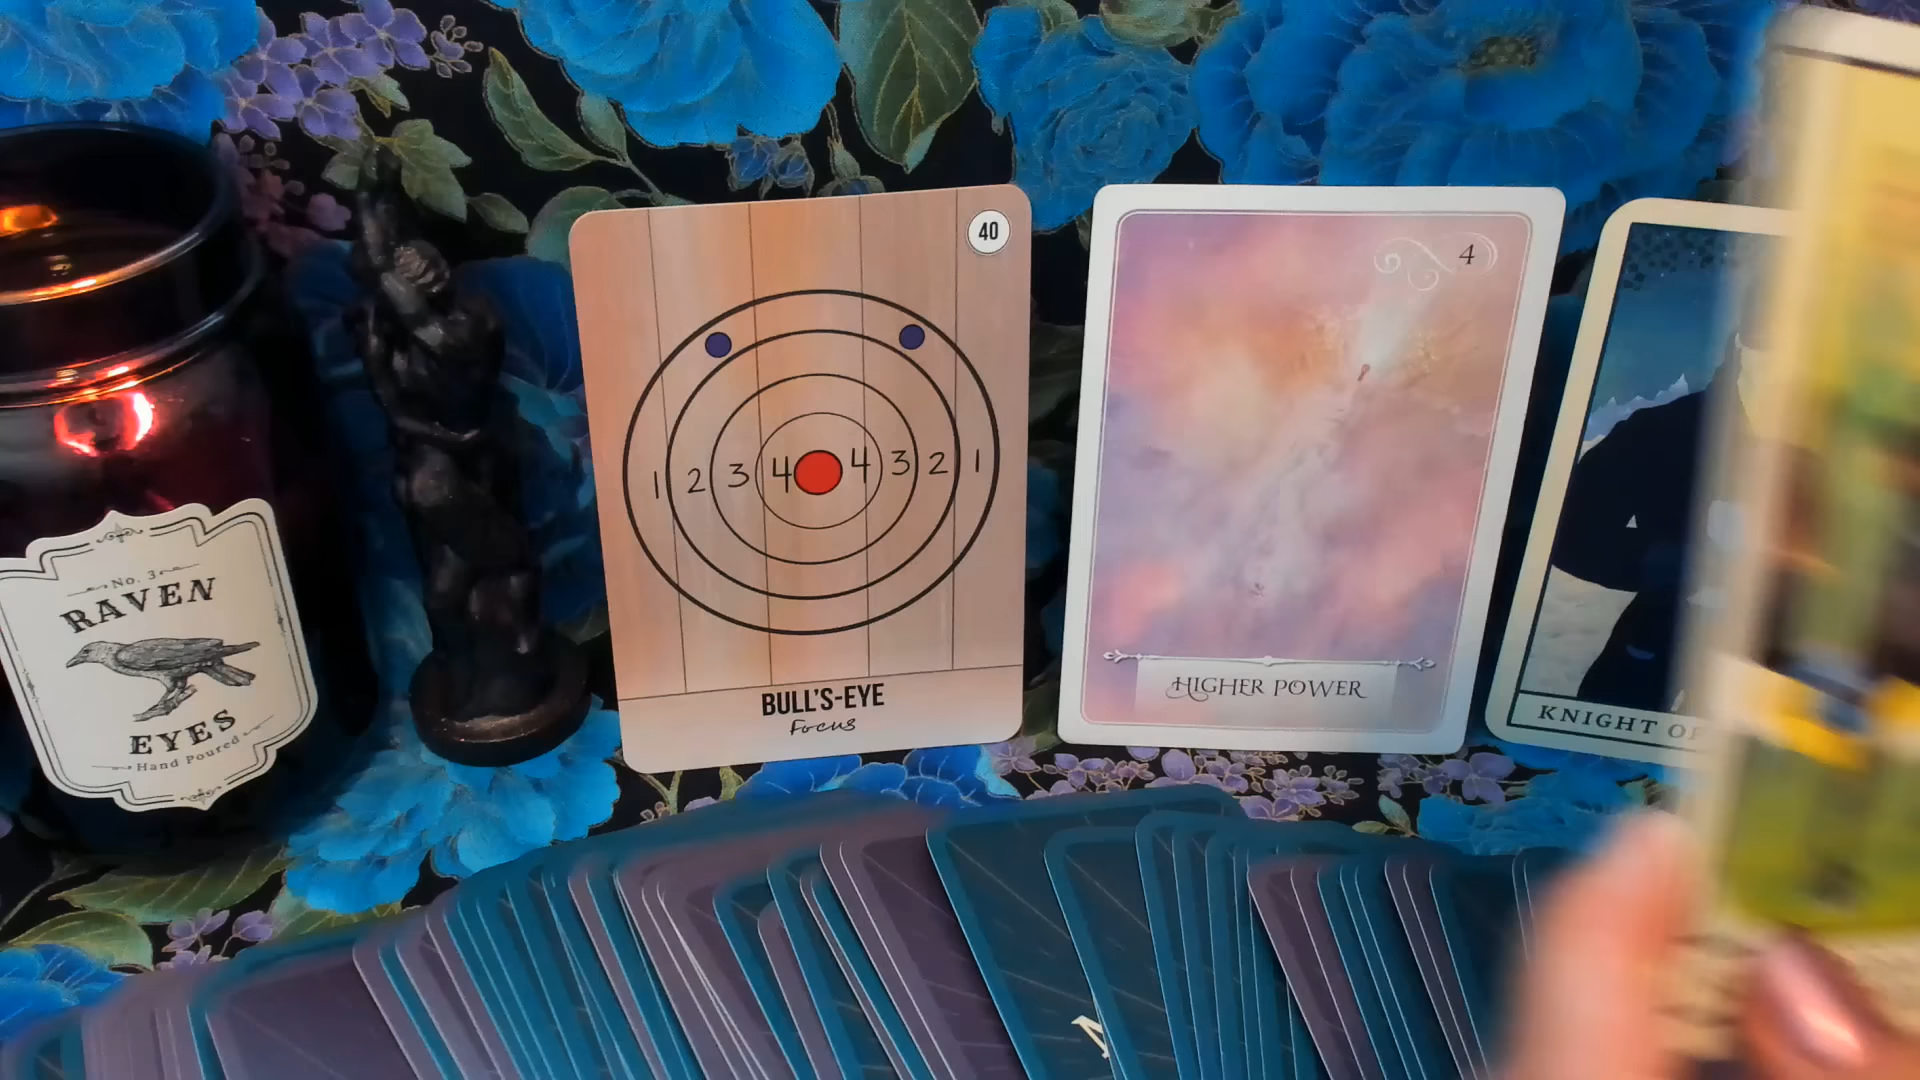 No. 3
RAVEN
EYES
Hand Poured
40
1 2 3 4 4 3 2 1
BULL'S-EYE
Focus
4
HIGHER POWER
KNIGHT OF